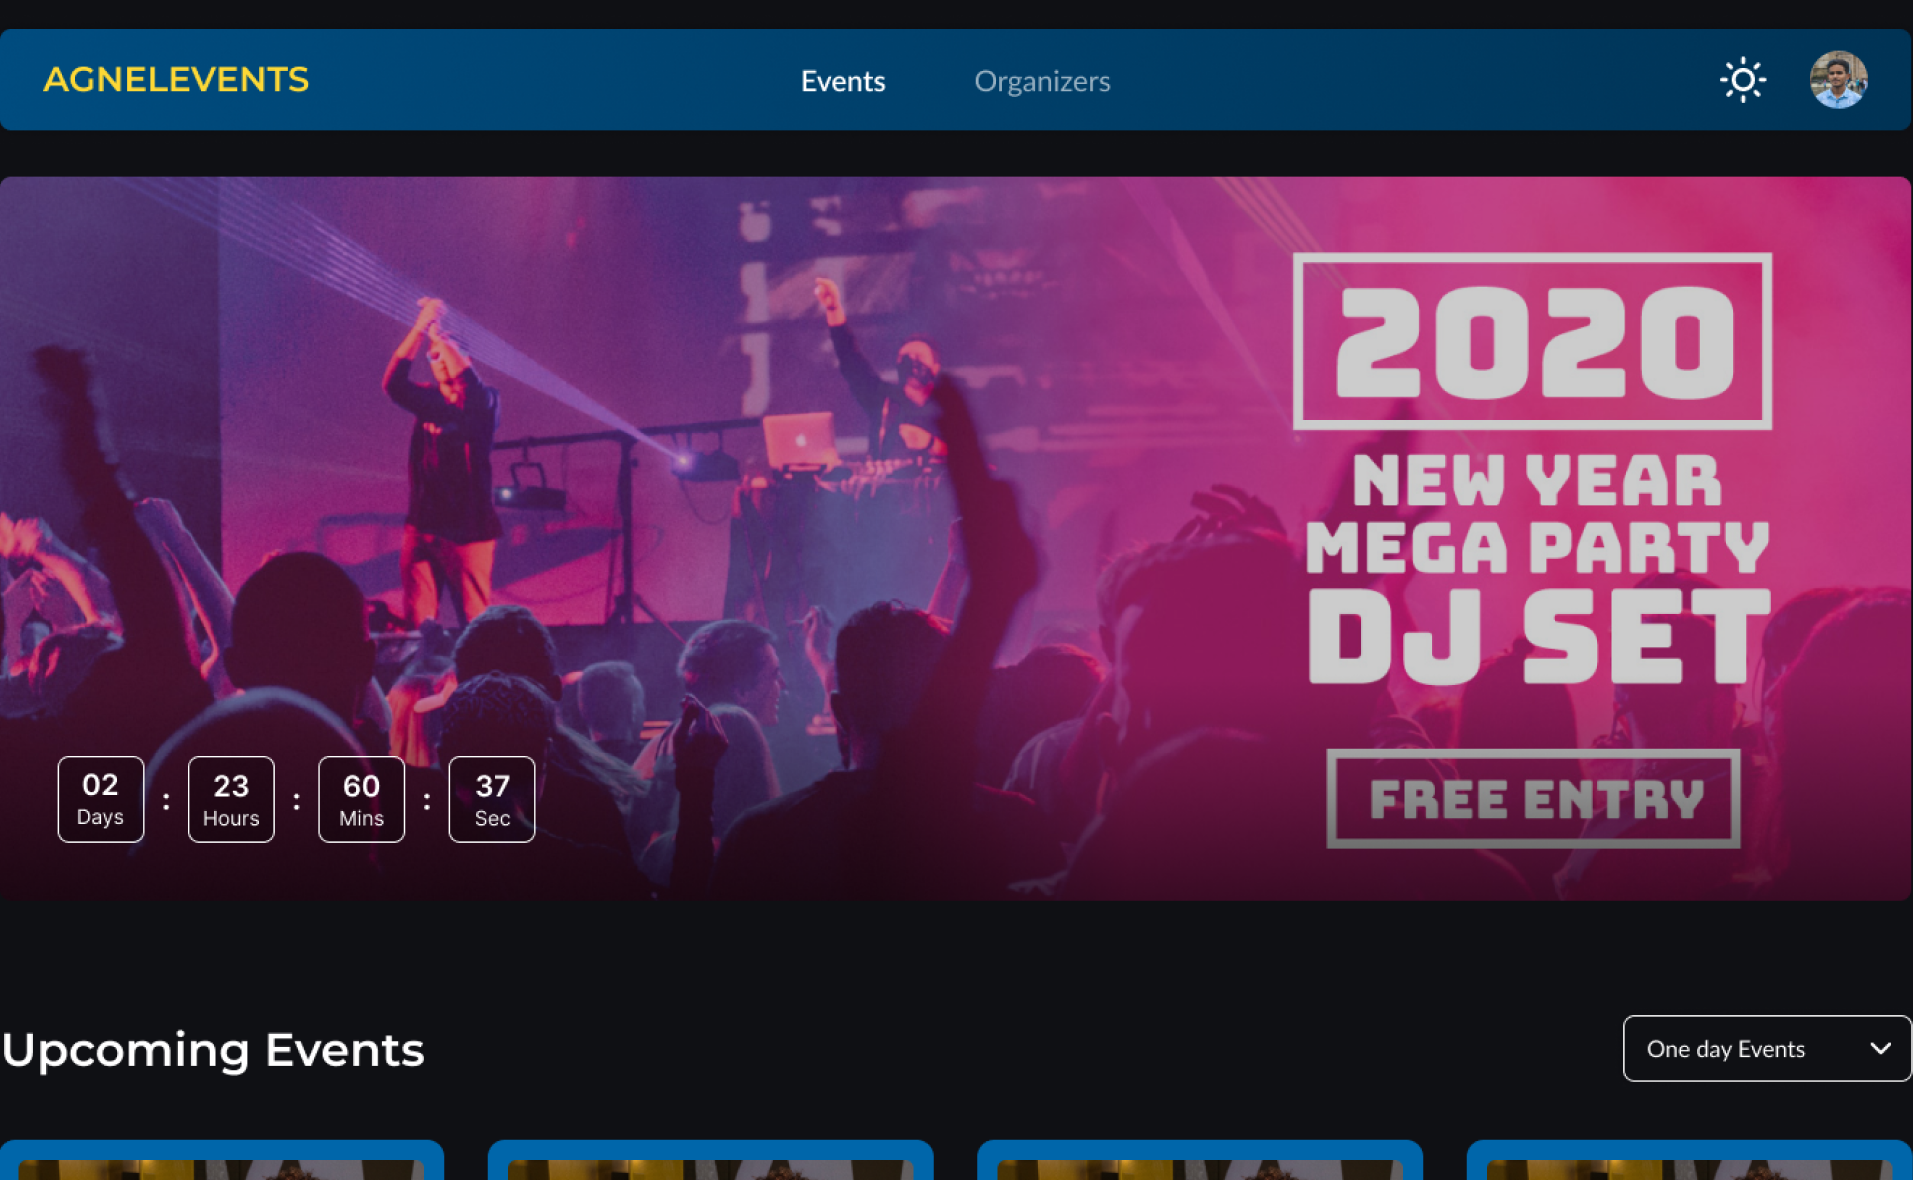 AGNELEVENTS
Events
Organizers
2020
NEW YEAR
MEGA PARTY
DJ SET
FREE ENTRY
02 : 23 : 60 : 37
Days Hours Mins Sec
Upcoming Events
One day Events